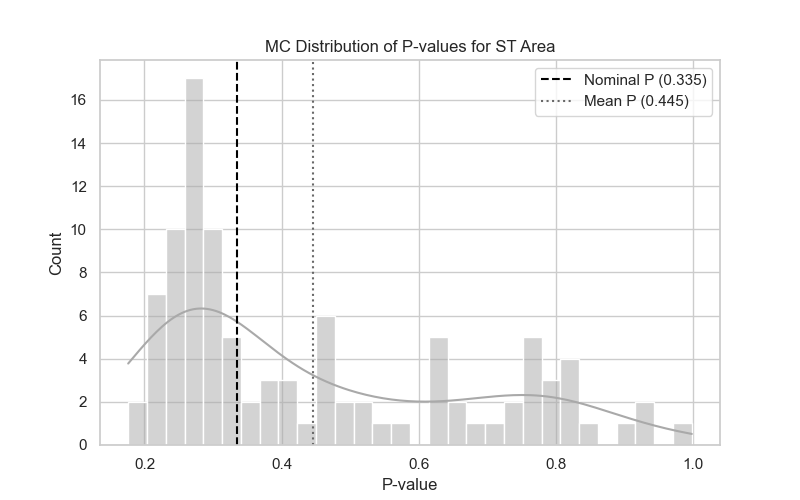 MC Distribution of P-values for ST Area
Nominal P (0.335)
Mean P (0.445)
16
14
12
10
8
6
4
2
0
Count
0.2 0.4 0.6 0.8 1.0
P-value